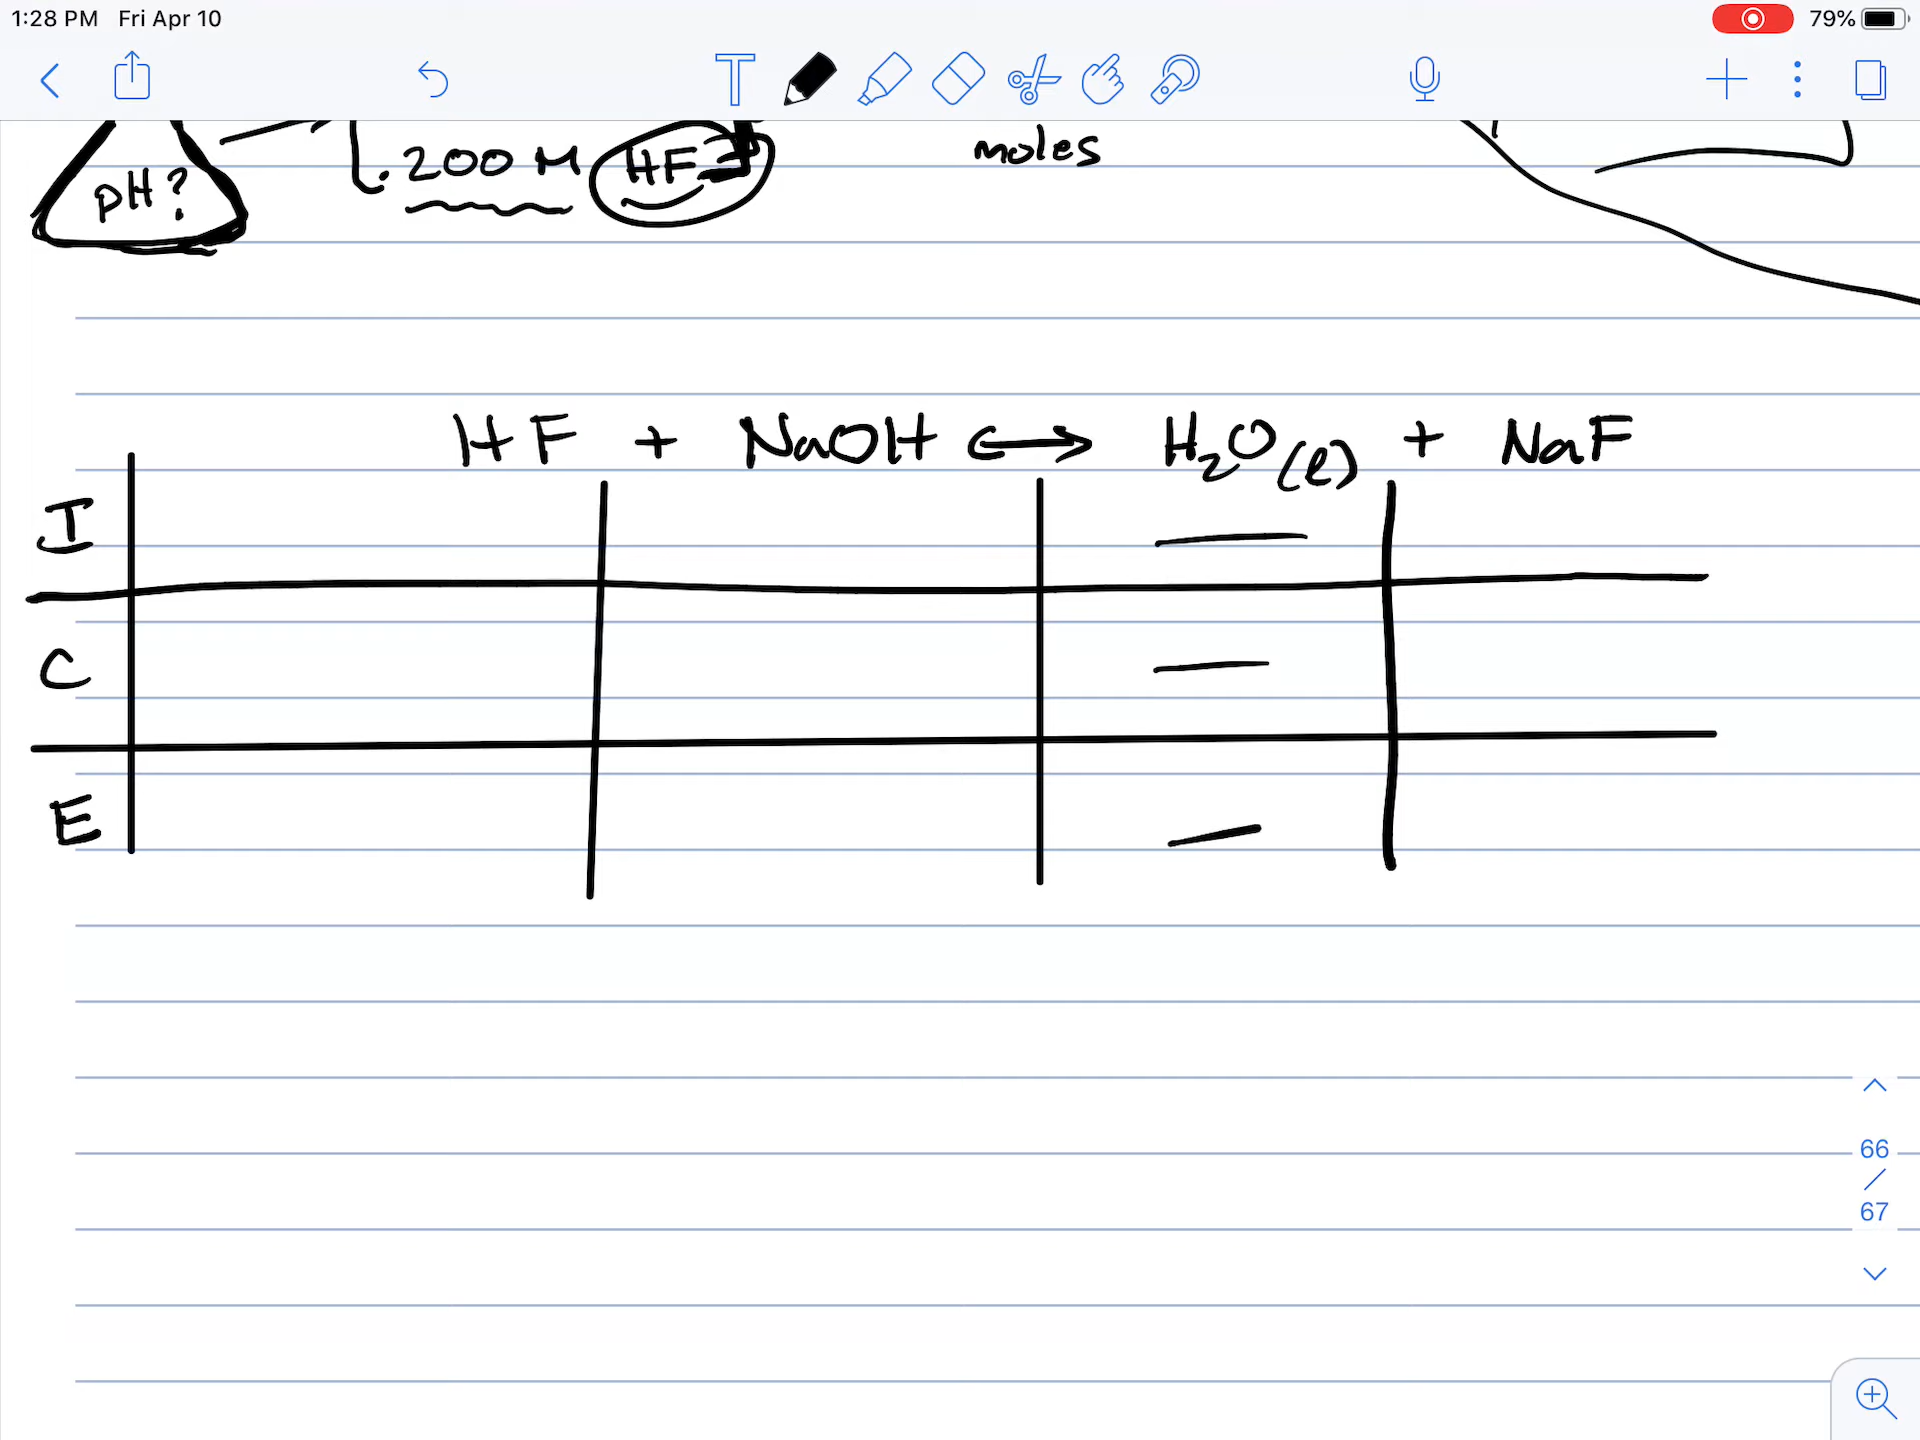 1:28 PM Fri Apr 10 79%
T
pH? .200 M HF moles
HF + NaOH ⟷ H₂O(l) + NaF
I
C
E
66
/
67